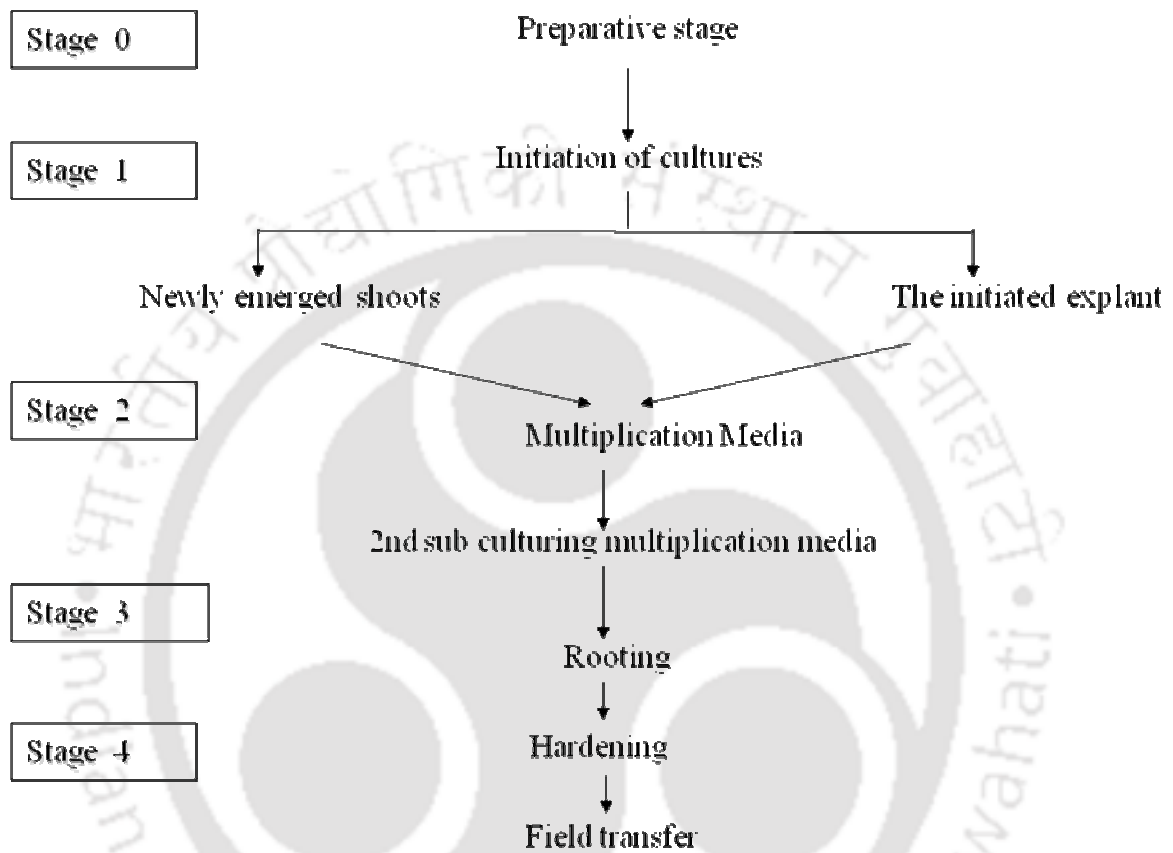 Stage 0
Preparative stage
Stage 1
Initiation of cultures
Newly emerged shoots
The initiated explant
Stage 2
Multiplication Media
2nd sub culturing multiplication media
Stage 3
Rooting
Stage 4
Hardening
Field transfer
भारतीय प्रौद्योगिकी संस्थान गुवाहाटी